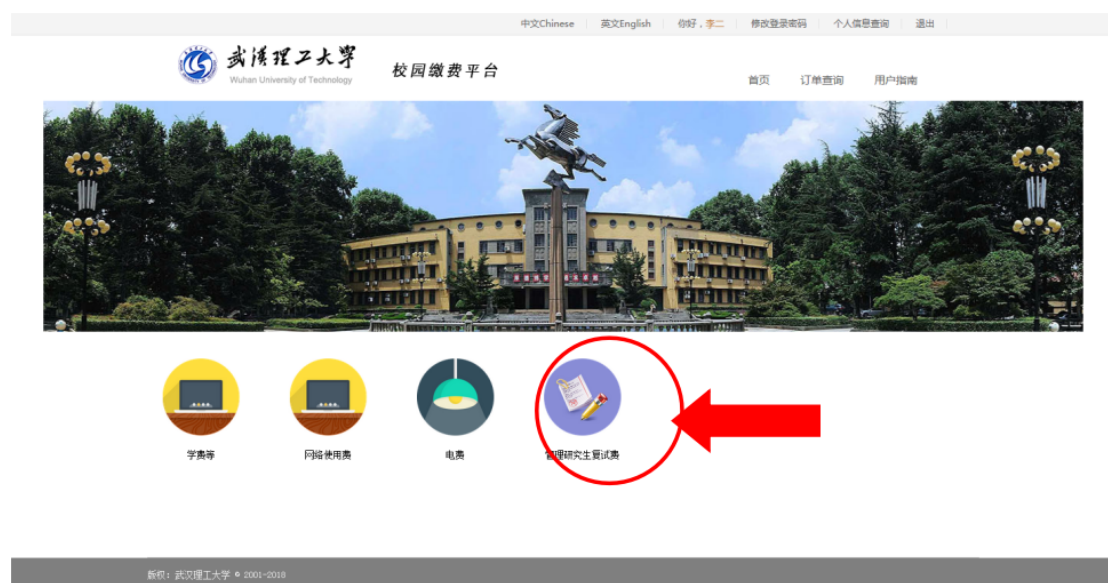 中文Chinese 英文English 你好，李二 修改登录密码 个人信息查询 退出
武汉理工大学
Wuhan University of Technology
校园缴费平台
首页 订单查询 用户指南
学费等 网络使用费 电费 管理研究生复试费
版权：武汉理工大学 © 2001-2018